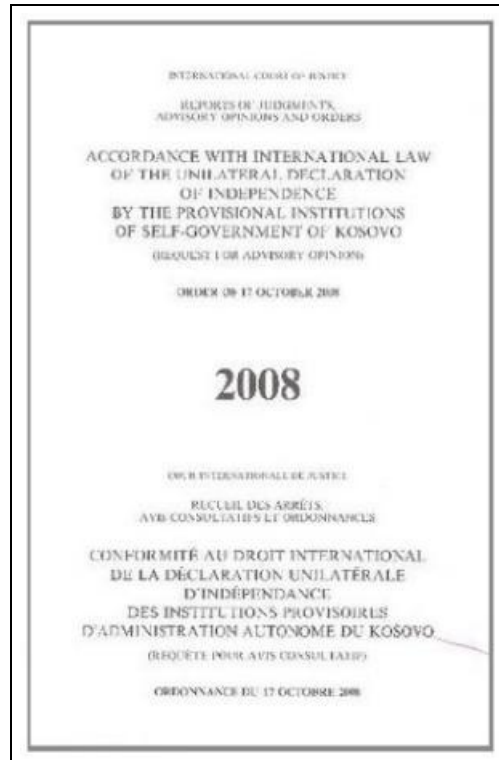 INTERNATIONAL COURT OF JUSTICE
REPORTS OF JUDGMENTS,
ADVISORY OPINIONS AND ORDERS
ACCORDANCE WITH INTERNATIONAL LAW
OF THE UNILATERAL DECLARATION
OF INDEPENDENCE
BY THE PROVISIONAL INSTITUTIONS
OF SELF-GOVERNMENT OF KOSOVO
(REQUEST FOR ADVISORY OPINION)
ORDER OF 17 OCTOBER 2008
2008
COUR INTERNATIONALE DE JUSTICE
RECUEIL DES ARRÊTS,
AVIS CONSULTATIFS ET ORDONNANCES
CONFORMITÉ AU DROIT INTERNATIONAL
DE LA DÉCLARATION UNILATÉRALE
D'INDÉPENDANCE
DES INSTITUTIONS PROVISOIRES
D'ADMINISTRATION AUTONOME DU KOSOVO
(REQUÊTE POUR AVIS CONSULTATIF)
ORDONNANCE DU 17 OCTOBRE 2008